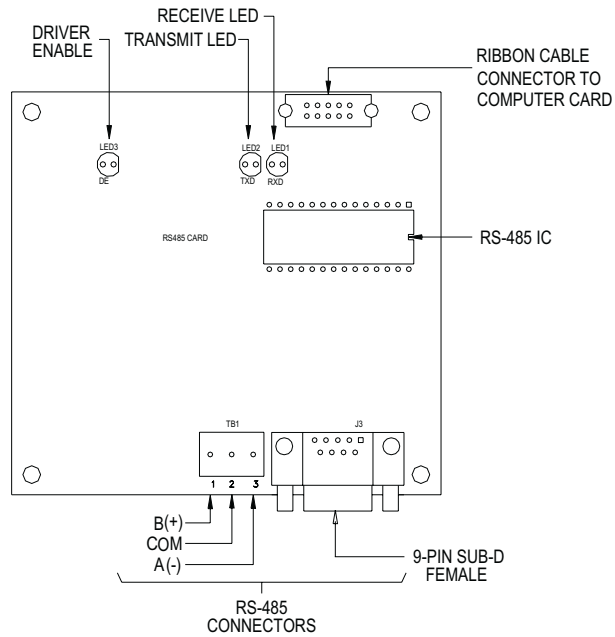 RECEIVE LED
DRIVER
ENABLE
TRANSMIT LED
RIBBON CABLE
CONNECTOR TO
COMPUTER CARD
LED3
DE
LED2
TXD
LED1
RXD
RS485 CARD
RS-485 IC
TB1
J3
1 2 3
B(+)
COM
A(-)
9-PIN SUB-D
FEMALE
RS-485
CONNECTORS